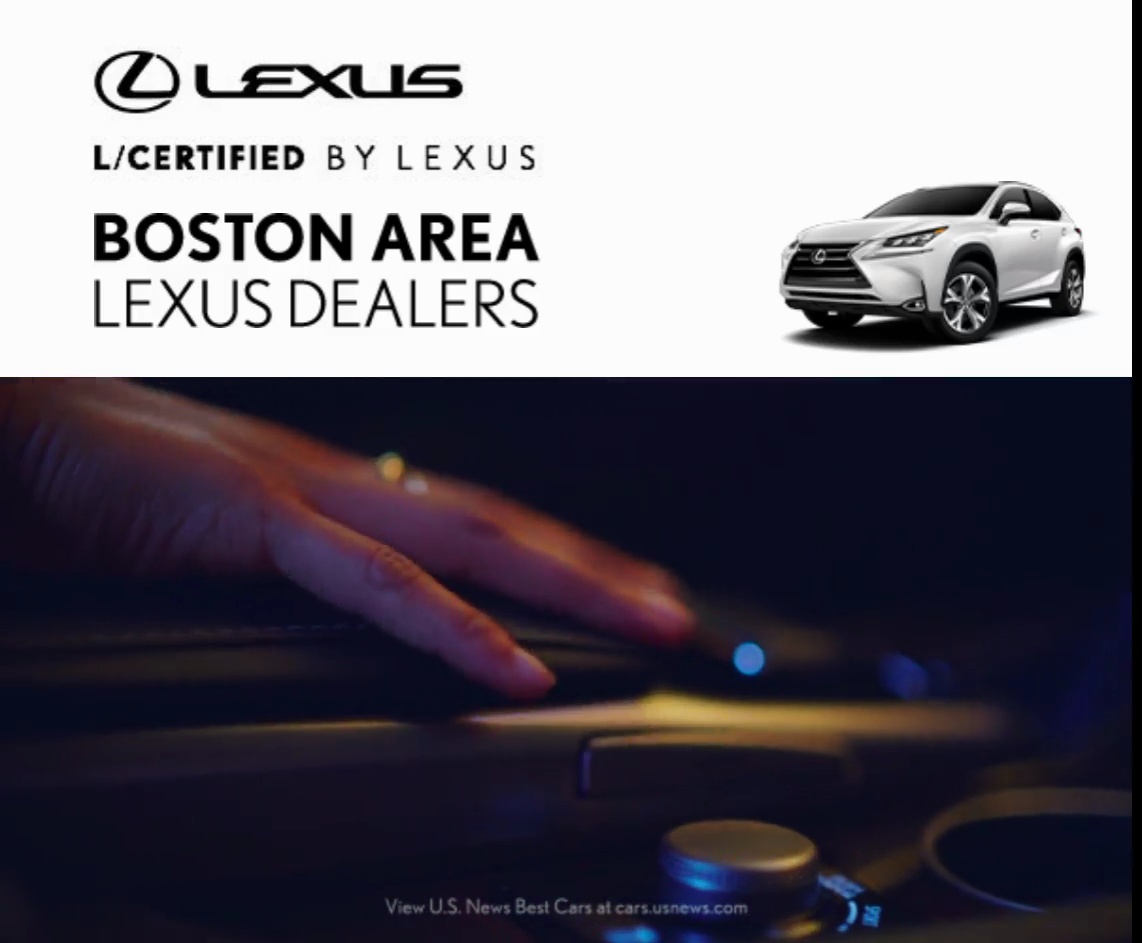 LEXUS
L/CERTIFIED BY LEXUS
BOSTON AREA
LEXUS DEALERS
View U.S. News Best Cars at cars.usnews.com